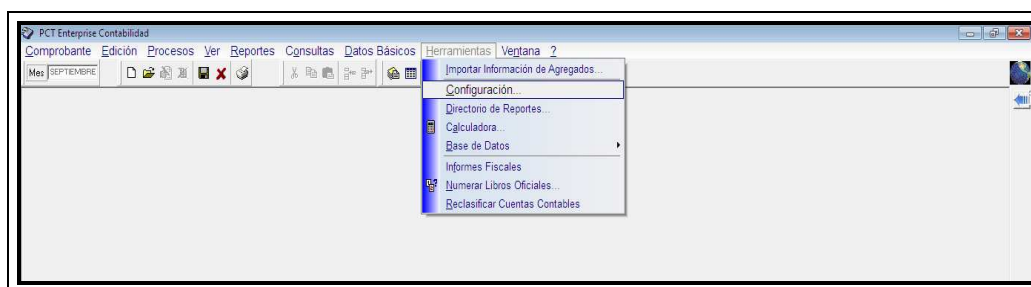 PCT Enterprise Contabilidad
Comprobante Edición Procesos Ver Reportes Consultas Datos Básicos Herramientas Ventana ?
Mes SEPTIEMBRE
Importar Información de Agregados...
Configuración...
Directorio de Reportes...
Calculadora...
Base de Datos
Informes Fiscales
Numerar Libros Oficiales...
Reclasificar Cuentas Contables